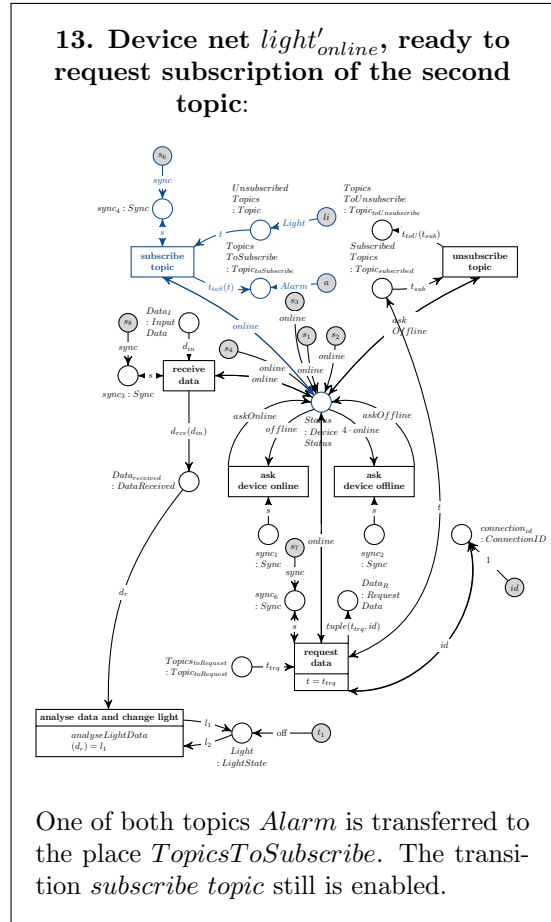 13. Device net light′online, ready to
request subscription of the second
topic:
s6
sync
sync4 : Sync
s
Unsubscribed
Topics
: Topic
Light
li
t
Topics
ToUnsubscribe
: TopictoUnsubscribe
ttoU(tsub)
subscribe
topic
Topics
ToSubscribe
: TopictoSubscribe
ttoS(t)
Alarm
a
Subscribed
Topics
: Topicsubscribed
tsub
unsubscribe
topic
s3
online
s1
online
s2
online
s4
online
online
online
ask
Offline
s8
sync
DataI
: Input
Data
din
sync3 : Sync
s
receive
data
drcv(din)
Datareceived
: DataReceived
askOnline
offline
Status
: Device
Status
askOffline
4 · online
ask
device online
ask
device offline
s
sync1
: Sync
s
sync2
: Sync
s7
sync
online
sync6
: Sync
s
DataR
: Request
Data
tuple(ttrq, id)
t
connectionid
: ConnectionID
1
id
id
TopicstoRequest
: TopictoRequest
ttrq
request
data
t = ttrq
dr
analyse data and change light
analyseLightData
(dr) = l1
l1
l2
Light
: LightState
off
t1
One of both topics Alarm is transferred to
the place TopicsToSubscribe. The transi-
tion subscribe topic still is enabled.